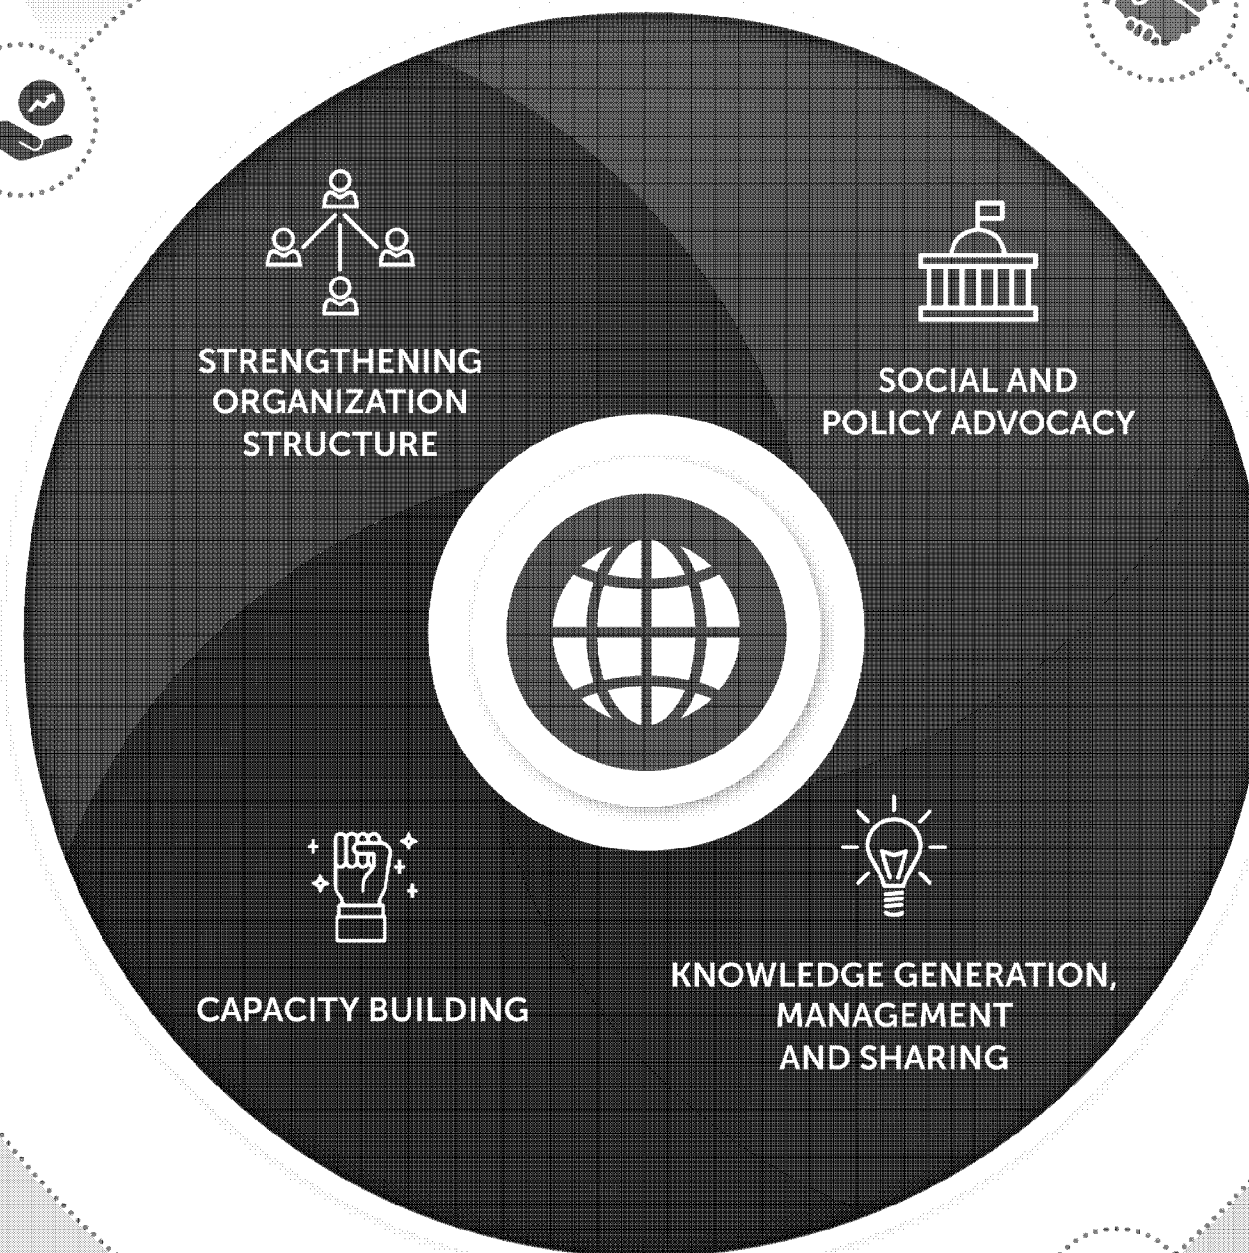 STRENGTHENING
ORGANIZATION
STRUCTURE
SOCIAL AND
POLICY ADVOCACY
CAPACITY BUILDING
KNOWLEDGE GENERATION,
MANAGEMENT
AND SHARING